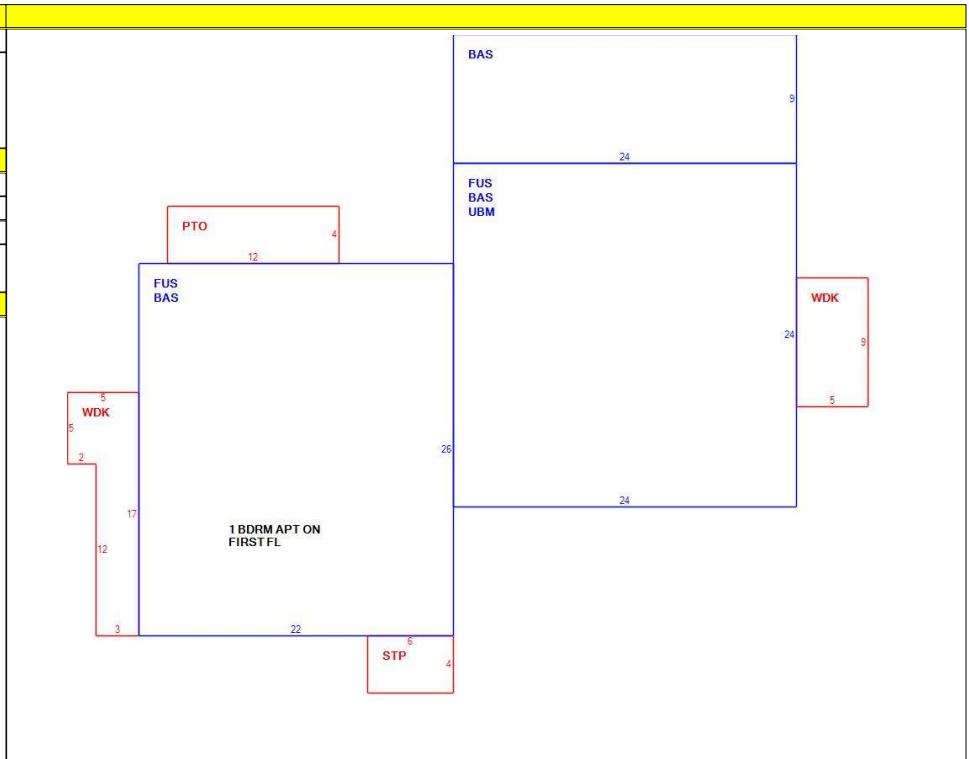 BAS
9
24
FUS
BAS
UBM
PTO
4
12
FUS
BAS
WDK
24
9
5
5
WDK
5
2
26
24
17
1 BDRM APT ON
FIRST FL
12
3
22
6
STP
4